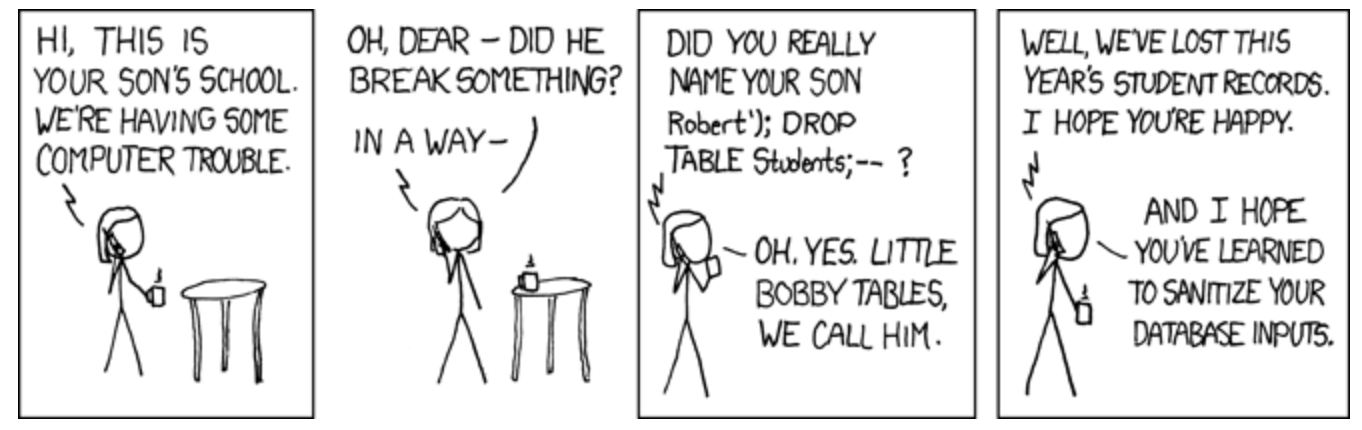 HI, THIS IS
YOUR SON'S SCHOOL.
WE'RE HAVING SOME
COMPUTER TROUBLE.
OH, DEAR – DID HE
BREAK SOMETHING?
IN A WAY–
DID YOU REALLY
NAME YOUR SON
Robert'); DROP
TABLE Students;-- ?
OH. YES. LITTLE
BOBBY TABLES,
WE CALL HIM.
WELL, WE'VE LOST THIS
YEAR'S STUDENT RECORDS.
I HOPE YOU'RE HAPPY.
AND I HOPE
YOU'VE LEARNED
TO SANITIZE YOUR
DATABASE INPUTS.